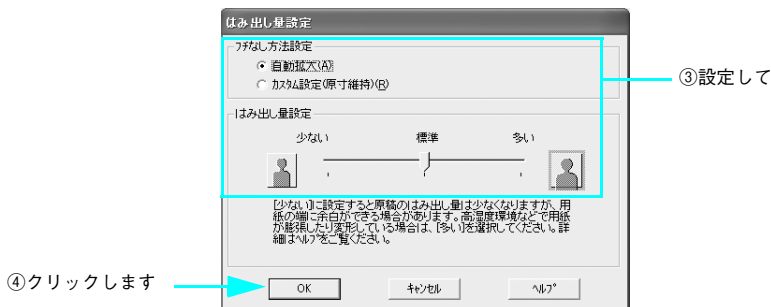 はみ出し量設定
フチなし方法設定
自動拡大(A)
カスタム設定(原寸維持)(R)
③設定して
はみ出し量設定
少ない 標準 多い
[少ない]に設定すると原稿のはみ出し量は少なくなりますが、用
紙の端に余白ができる場合があります。高湿度環境などで用紙
が膨張したり変形している場合は、[多い]を選択してください。詳
細はヘルプをご覧ください。
④クリックします
OK キャンセル ヘルプ